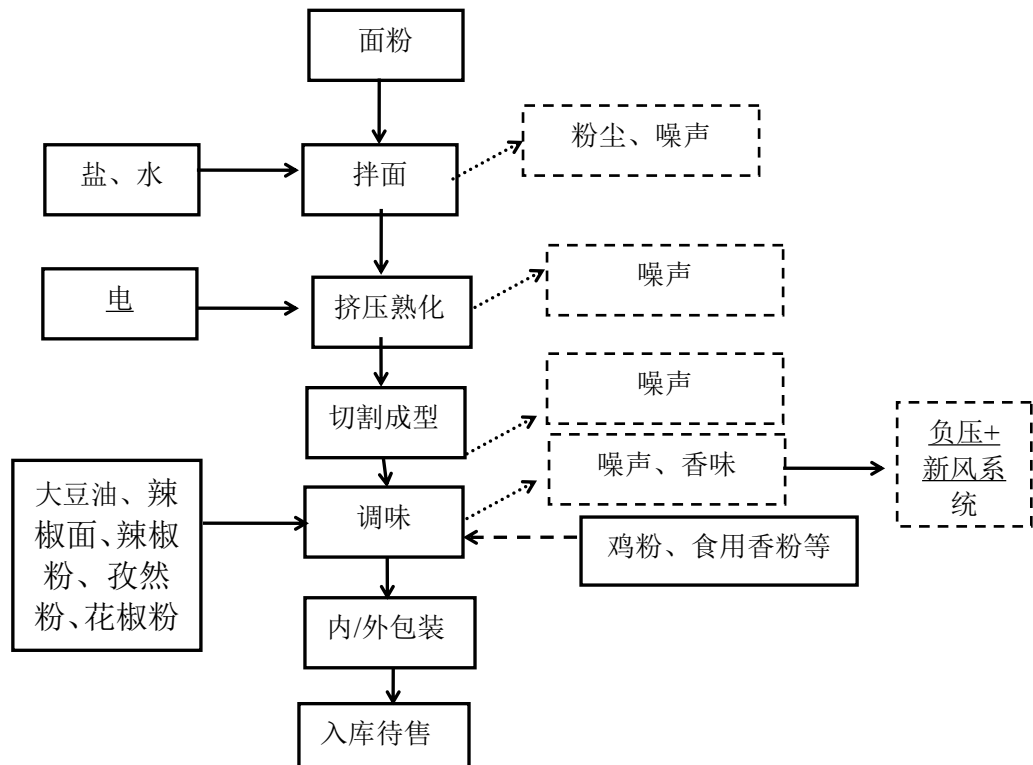 面粉
粉尘、噪声
盐、水
拌面
噪声
电
挤压熟化
噪声
切割成型
负压+
新风系
统
噪声、香味
大豆油、辣
椒面、辣椒
粉、孜然
粉、花椒粉
调味
鸡粉、食用香粉等
内/外包装
入库待售